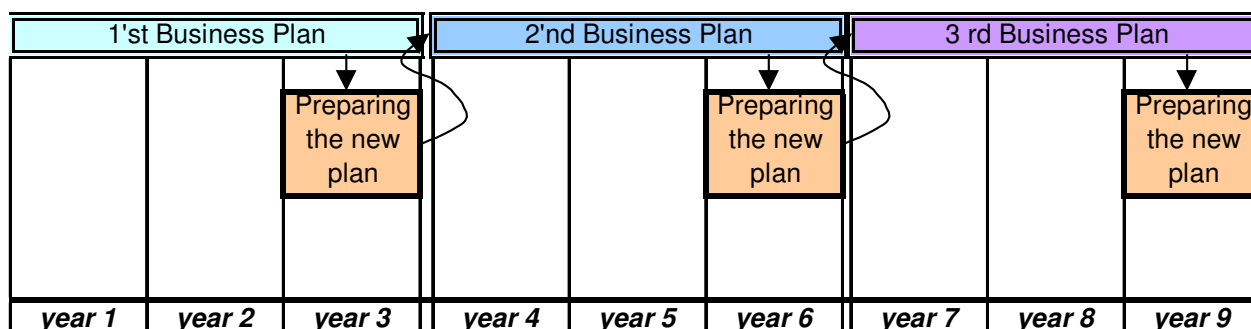 1'st Business Plan
2'nd Business Plan
3 rd Business Plan
Preparing
the new
plan
Preparing
the new
plan
Preparing
the new
plan
year 1
year 2
year 3
year 4
year 5
year 6
year 7
year 8
year 9